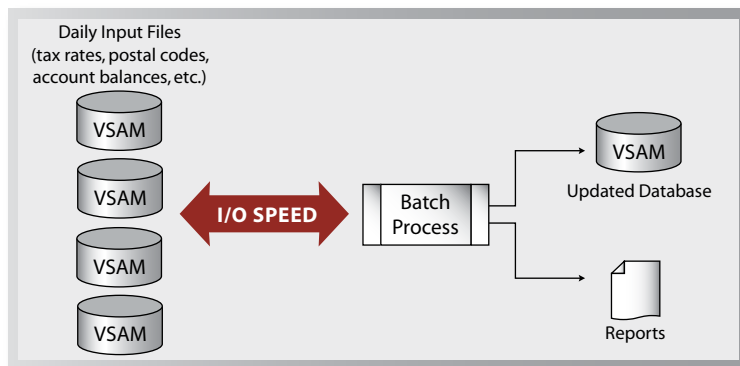 Daily Input Files
(tax rates, postal codes,
account balances, etc.)
VSAM
VSAM
VSAM
VSAM
I/O SPEED
Batch
Process
VSAM
Updated Database
Reports